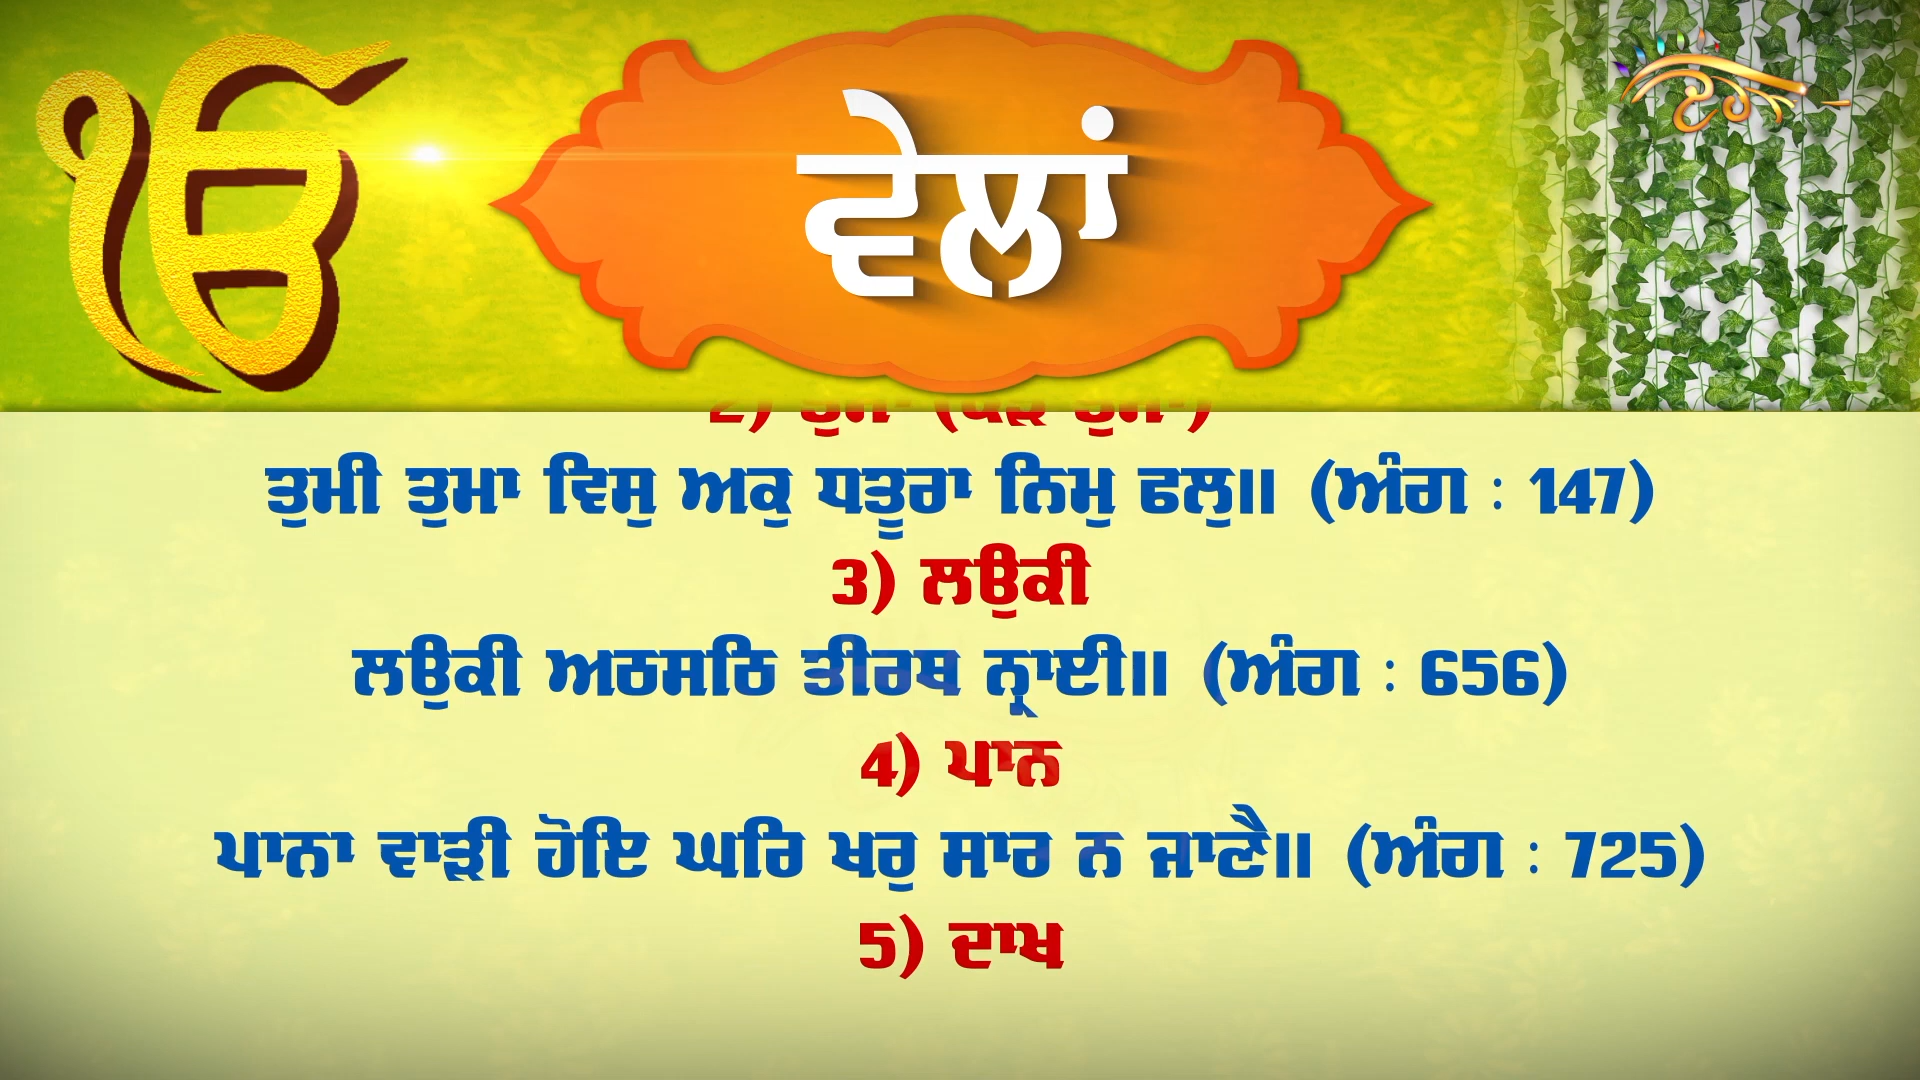 ੴ
ਵੇਲਾਂ
ਤੁਮੀ ਤੁਮਾ ਵਿਸੁ ਅਕੁ ਧਤੂਰਾ ਨਿਮੁ ਫਲੁ॥ (ਅੰਗ : 147)
3) ਲਉਕੀ
ਲਉਕੀ ਅਠਸਠਿ ਤੀਰਥ ਨ੍ਹਾਈ॥ (ਅੰਗ : 656)
4) ਪਾਨ
ਪਾਨਾ ਵਾੜੀ ਹੋਇ ਘਰਿ ਖਰੁ ਸਾਰ ਨ ਜਾਣੈ॥ (ਅੰਗ : 725)
5) ਦਾਖ